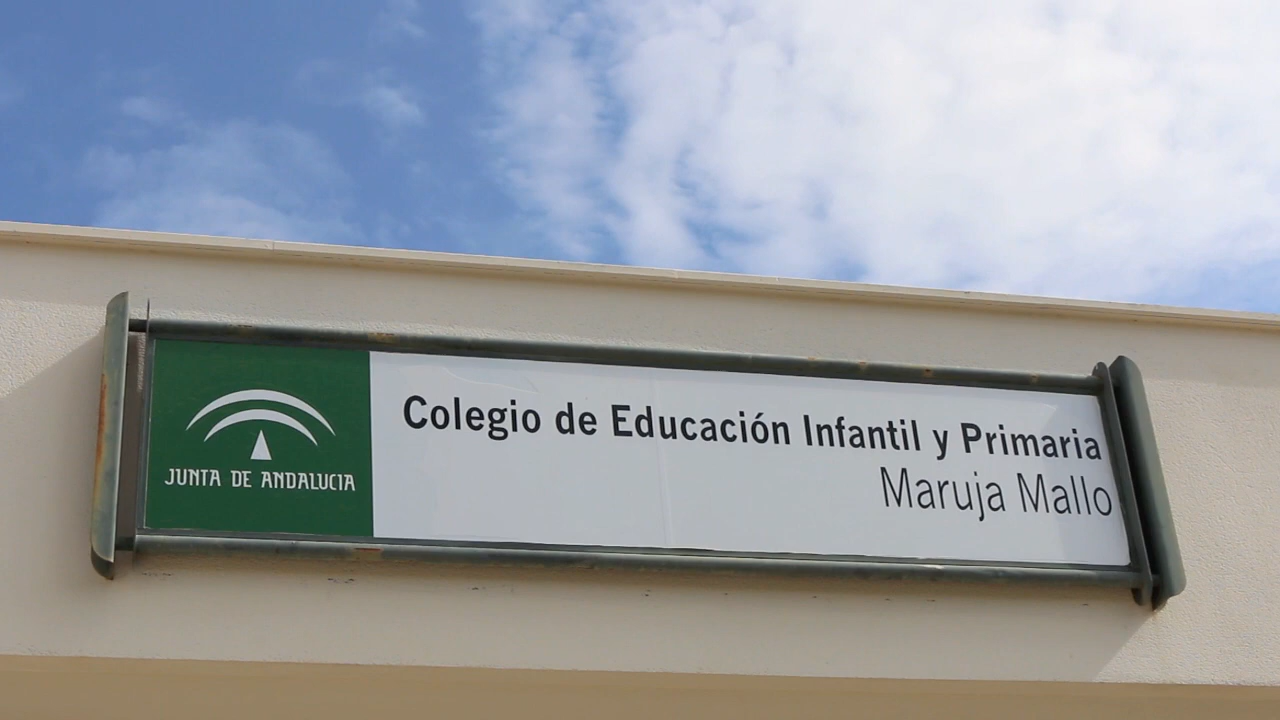 JUNTA DE ANDALUCIA
Colegio de Educación Infantil y Primaria
Maruja Mallo